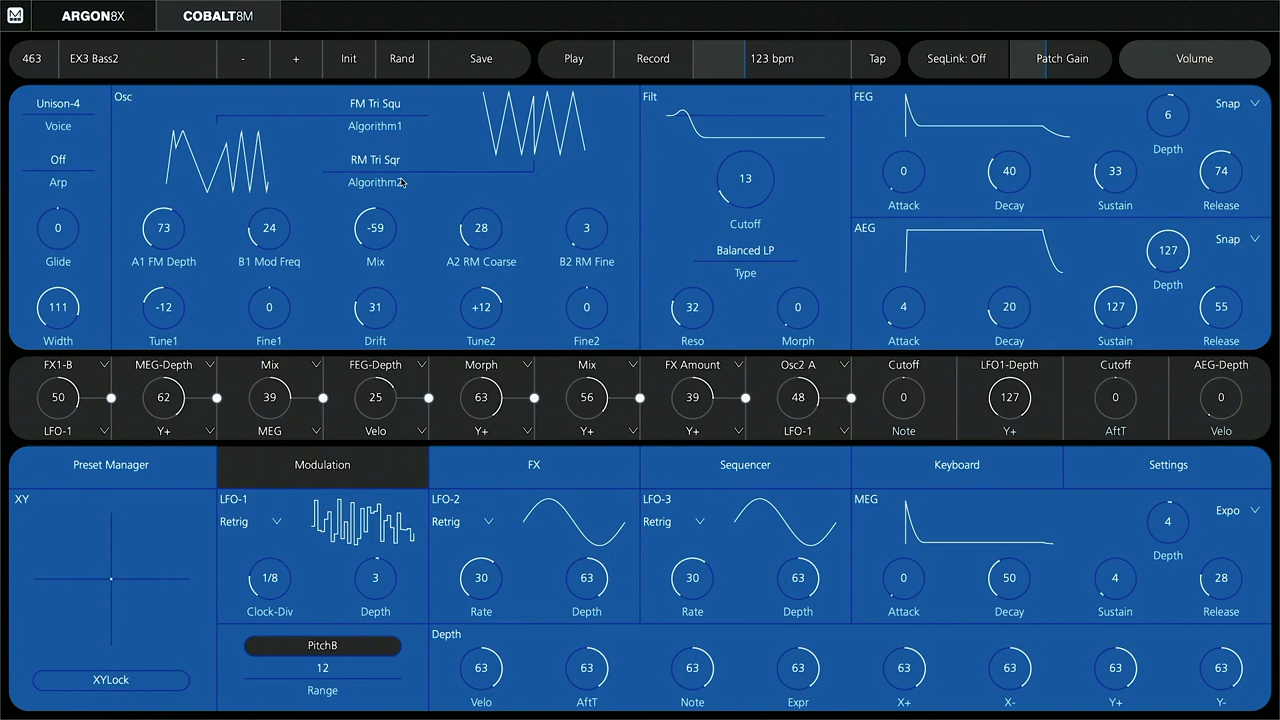 ARGON8X COBALT8M
463 EX3 Bass2 - + Init Rand Save Play Record 123 bpm Tap SeqLink: Off Patch Gain Volume
Unison-4
Voice
Off
Arp
0
Glide
111
Width
Osc
FM Tri Squ
Algorithm1
RM Tri Sqr
Algorithm2
73 24 -59 28 3
A1 FM Depth B1 Mod Freq Mix A2 RM Coarse B2 RM Fine
-12 0 31 +12 0
Tune1 Fine1 Drift Tune2 Fine2
Filt
13
Cutoff
Balanced LP
Type
32 0
Reso Morph
FEG Snap
6
Depth
0 40 33 74
Attack Decay Sustain Release
AEG Snap
127
Depth
4 20 127 55
Attack Decay Sustain Release
FX1-B MEG-Depth Mix FEG-Depth Morph Mix FX Amount Osc2 A Cutoff LFO1-Depth Cutoff AEG-Depth
50 62 39 25 63 56 39 48 0 127 0 0
LFO-1 Y+ MEG Velo Y+ Y+ Y+ LFO-1 Note Y+ AftT Velo
Preset Manager Modulation FX Sequencer Keyboard Settings
XY
XYLock
LFO-1
Retrig
1/8 3
Clock-Div Depth
PitchB
12
Range
LFO-2
Retrig
30 63
Rate Depth
LFO-3
Retrig
30 63
Rate Depth
MEG Expo
4
Depth
0 50 4 28
Attack Decay Sustain Release
Depth
63 63 63 63 63 63 63 63
Velo AftT Note Expr X+ X- Y+ Y-